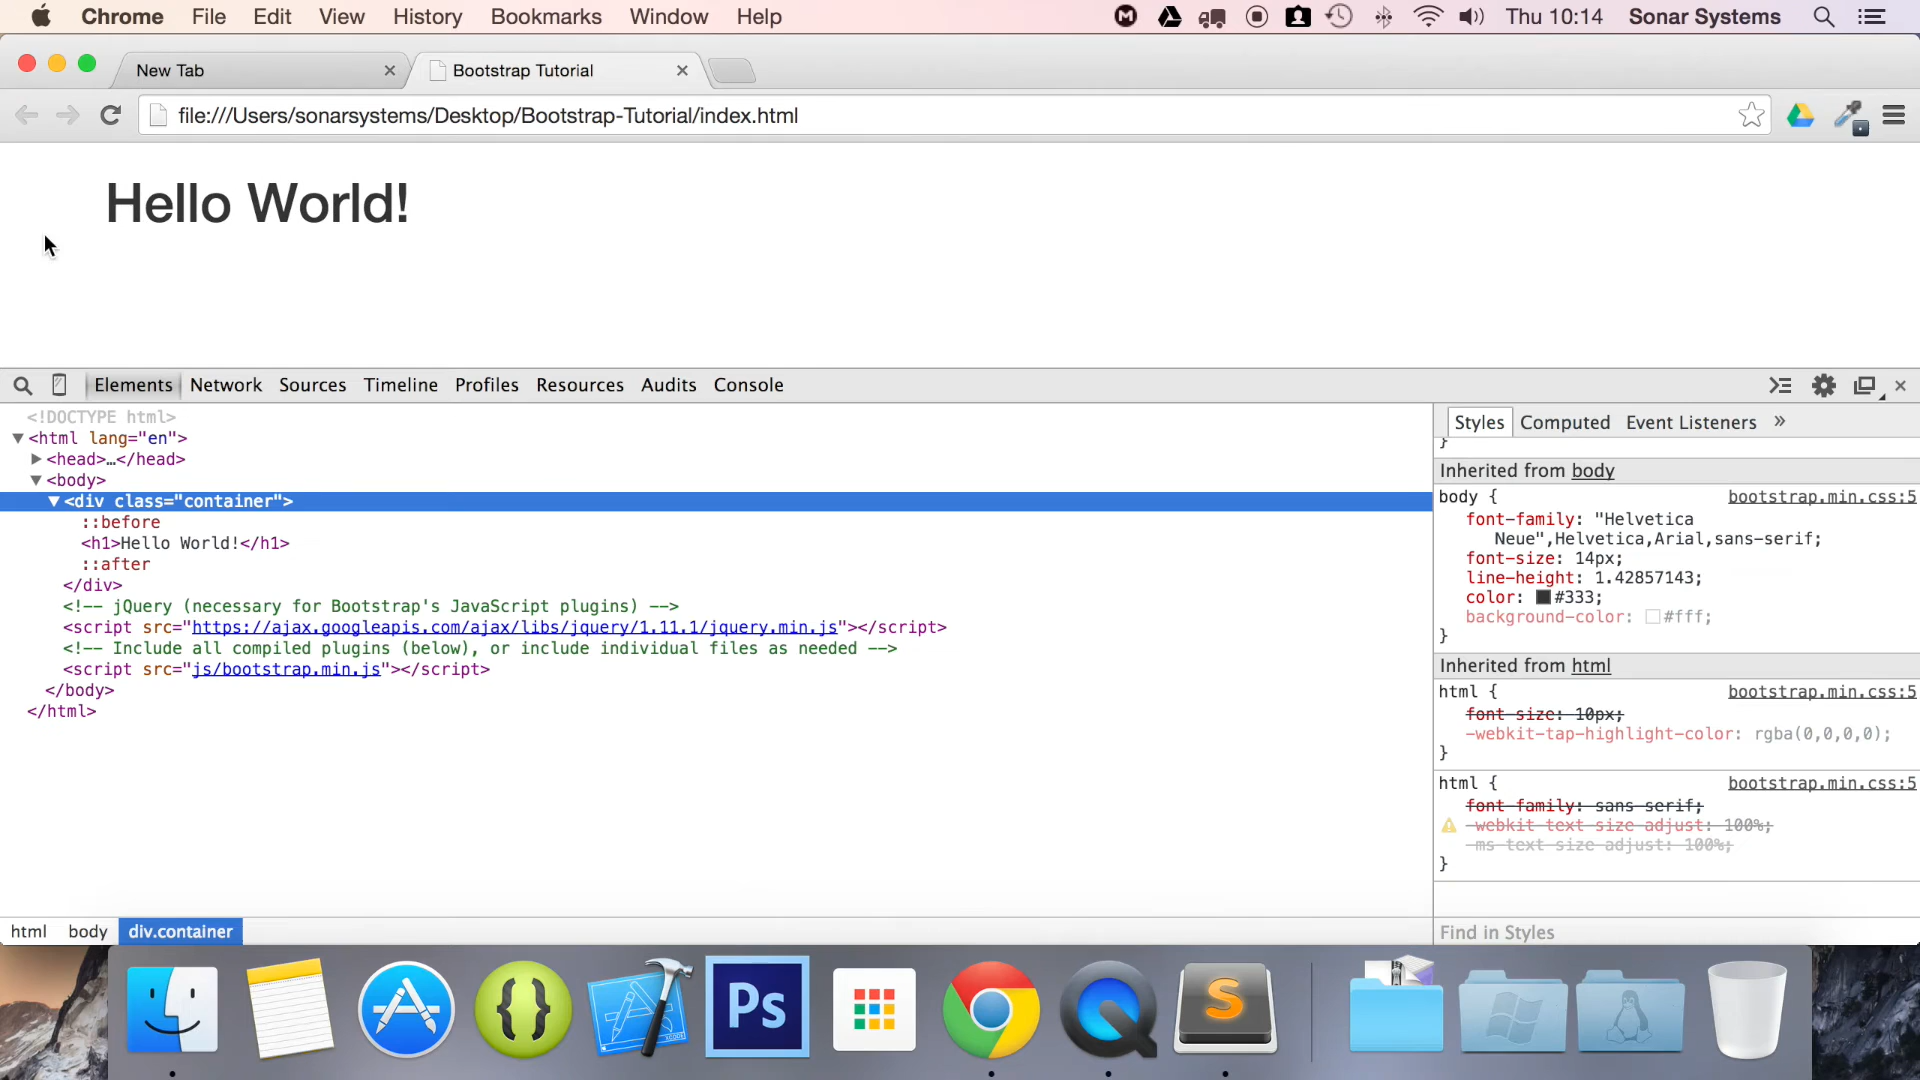 Chrome File Edit View History Bookmarks Window Help Thu 10:14 Sonar Systems
New Tab Bootstrap Tutorial
file:///Users/sonarsystems/Desktop/Bootstrap-Tutorial/index.html
Hello World!
Elements Network Sources Timeline Profiles Resources Audits Console
<!DOCTYPE html>
<html lang="en">
<head>…</head>
<body>
<div class="container">
::before
<h1>Hello World!</h1>
::after
</div>
<!-- jQuery (necessary for Bootstrap's JavaScript plugins) -->
<script src="https://ajax.googleapis.com/ajax/libs/jquery/1.11.1/jquery.min.js"></script>
<!-- Include all compiled plugins (below), or include individual files as needed -->
<script src="js/bootstrap.min.js"></script>
</body>
</html>
html body div.container
Styles Computed Event Listeners »
}
Inherited from body
body { bootstrap.min.css:5
font-family: "Helvetica
Neue",Helvetica,Arial,sans-serif;
font-size: 14px;
line-height: 1.42857143;
color: #333;
background-color: #fff;
}
Inherited from html
html { bootstrap.min.css:5
font-size: 10px;
-webkit-tap-highlight-color: rgba(0,0,0,0);
}
html { bootstrap.min.css:5
font-family: sans-serif;
-webkit-text-size-adjust: 100%;
-ms-text-size-adjust: 100%;
}
Find in Styles
{} Ps Q S